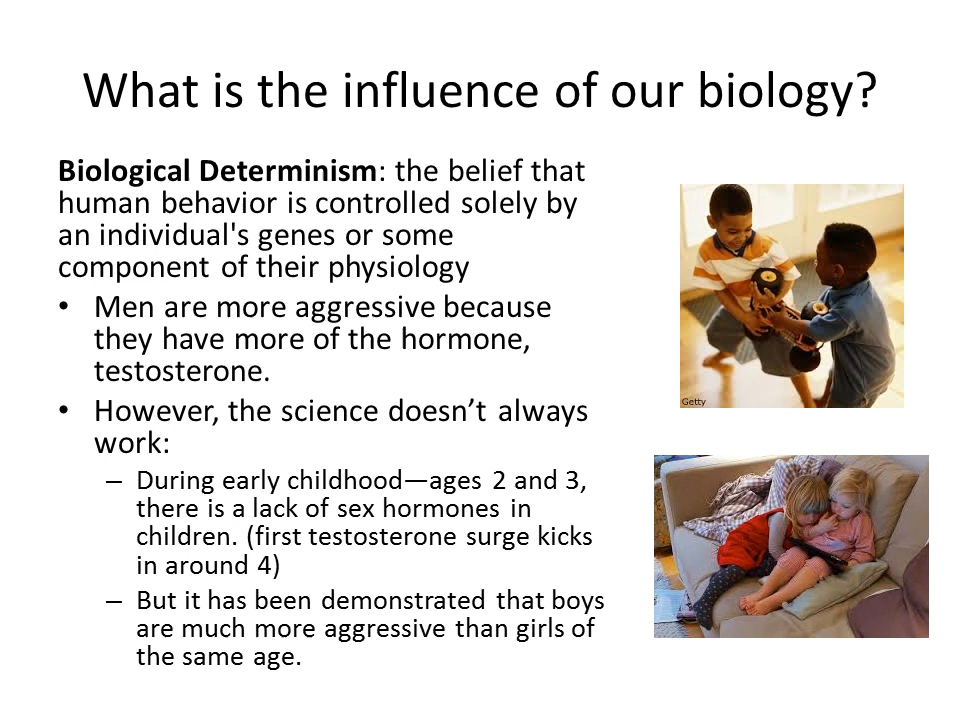 What is the influence of our biology?
Biological Determinism: the belief that
human behavior is controlled solely by
an individual's genes or some
component of their physiology
• Men are more aggressive because
they have more of the hormone,
testosterone.
• However, the science doesn’t always
work:
– During early childhood—ages 2 and 3,
there is a lack of sex hormones in
children. (first testosterone surge kicks
in around 4)
– But it has been demonstrated that boys
are much more aggressive than girls of
the same age.
Getty